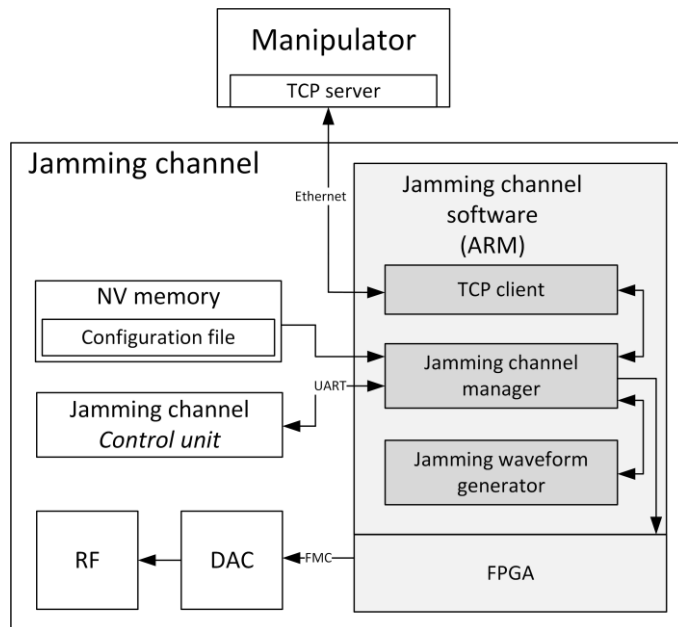 Manipulator
TCP server
Jamming channel
Ethernet
Jamming channel
software
(ARM)
TCP client
NV memory
Configuration file
Jamming channel
manager
UART
Jamming channel
Control unit
Jamming waveform
generator
RF
DAC
FMC
FPGA